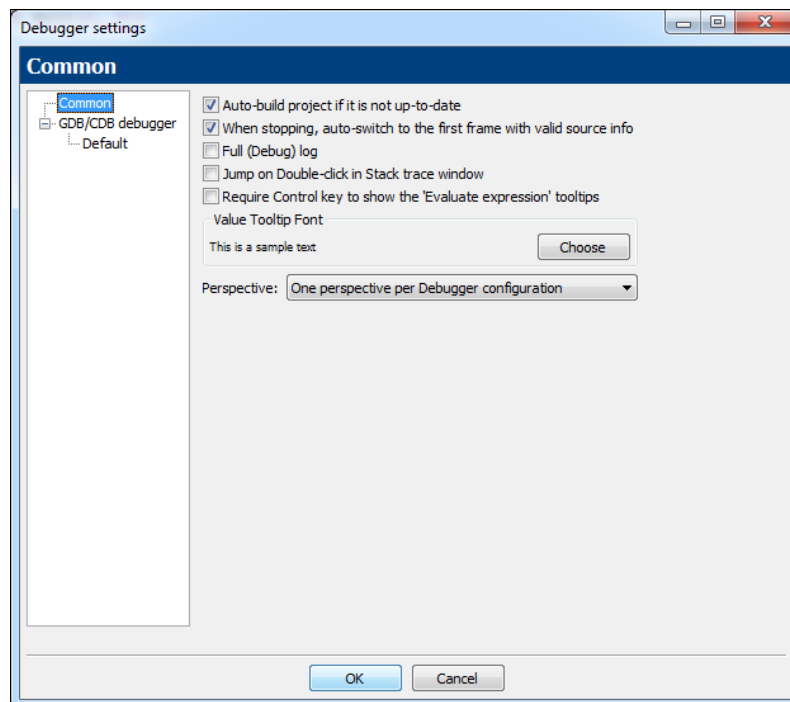 Debugger settings
Common
Common
GDB/CDB debugger
Default
Auto-build project if it is not up-to-date
When stopping, auto-switch to the first frame with valid source info
Full (Debug) log
Jump on Double-click in Stack trace window
Require Control key to show the 'Evaluate expression' tooltips
Value Tooltip Font
This is a sample text
Choose
Perspective: One perspective per Debugger configuration
OK Cancel